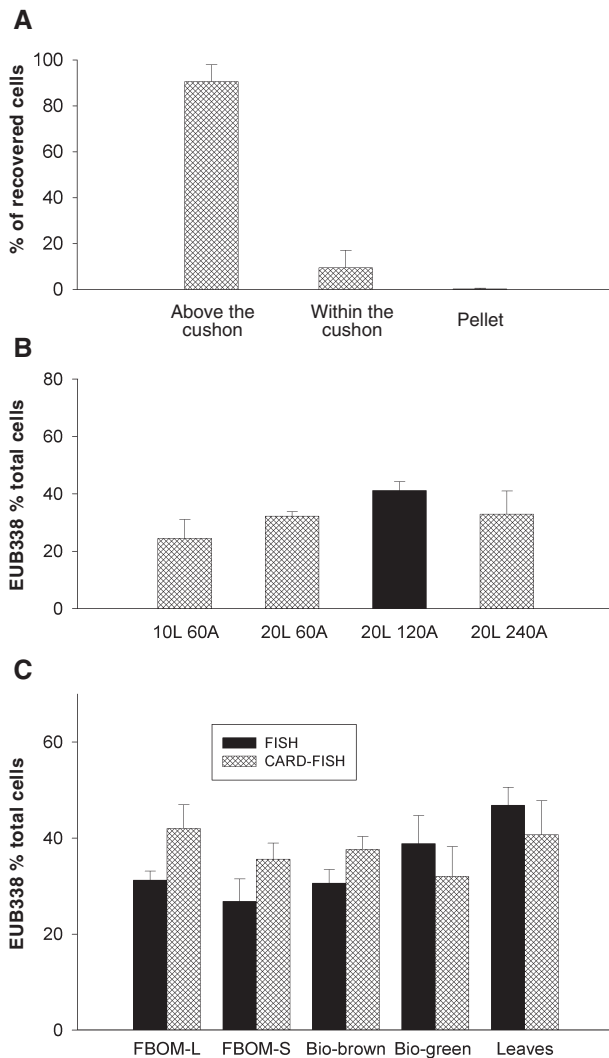 A
% of recovered cells
100
80
60
40
20
0
Above the
cushon
Within the
cushon
Pellet
B
EUB338 % total cells
80
60
40
20
0
10L 60A
20L 60A
20L 120A
20L 240A
C
EUB338 % total cells
FISH
CARD-FISH
60
40
20
0
FBOM-L
FBOM-S
Bio-brown
Bio-green
Leaves